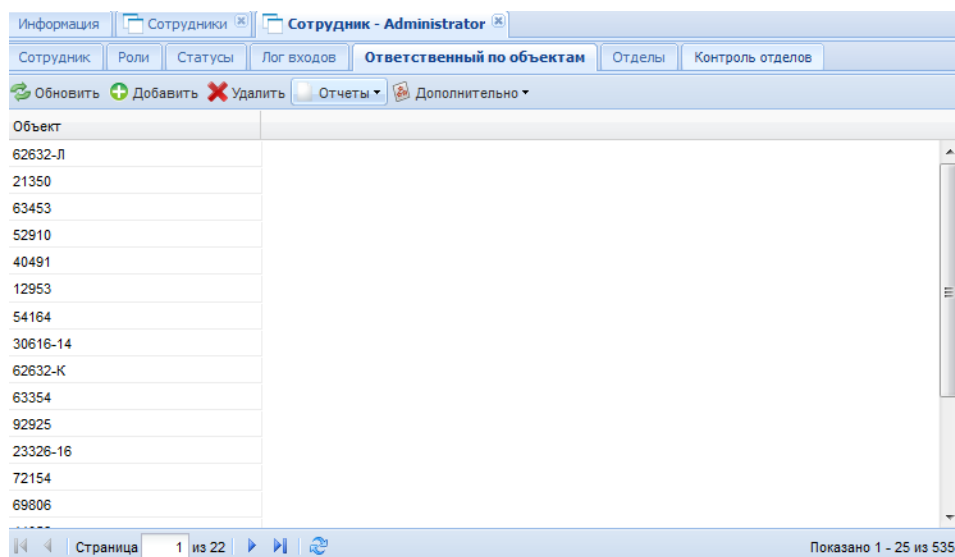 Информация Сотрудники Сотрудник - Administrator
Сотрудник Роли Статусы Лог входов Ответственный по объектам Отделы Контроль отделов
Обновить Добавить Удалить Отчеты Дополнительно
Объект
62632-Л
21350
63453
52910
40491
12953
54164
30616-14
62632-К
63354
92925
23326-16
72154
69806
Страница 1 из 22 Показано 1 - 25 из 535